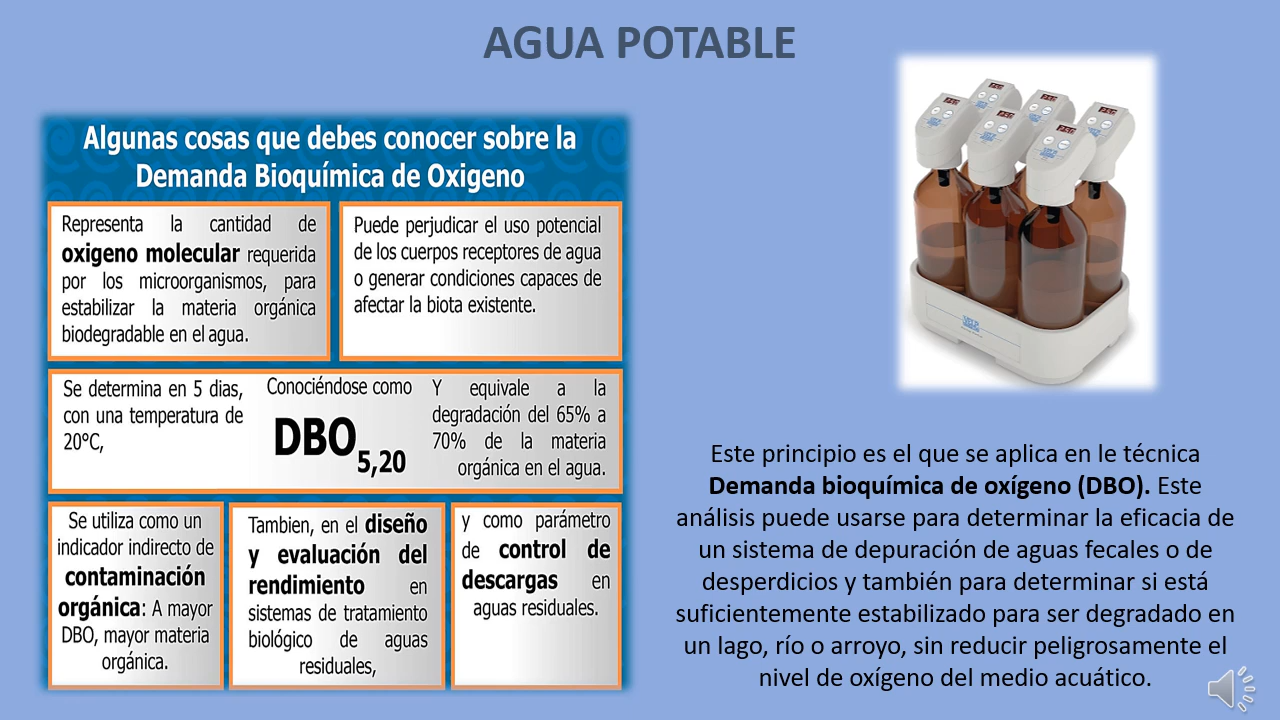 AGUA POTABLE
Algunas cosas que debes conocer sobre la
Demanda Bioquímica de Oxigeno
Representa la cantidad de
oxigeno molecular requerida
por los microorganismos, para
estabilizar la materia orgánica
biodegradable en el agua.
Puede perjudicar el uso potencial
de los cuerpos receptores de agua
o generar condiciones capaces de
afectar la biota existente.
Se determina en 5 dias,
con una temperatura de
20°C,
Conociéndose como
DBO5,20
Y equivale a la
degradación del 65% a
70% de la materia
orgánica en el agua.
Se utiliza como un
indicador indirecto de
contaminación
orgánica: A mayor
DBO, mayor materia
orgánica.
Tambien, en el diseño
y evaluación del
rendimiento en
sistemas de tratamiento
biológico de aguas
residuales,
y como parámetro
de control de
descargas en
aguas residuales.
Este principio es el que se aplica en le técnica
Demanda bioquímica de oxígeno (DBO). Este
análisis puede usarse para determinar la eficacia de
un sistema de depuración de aguas fecales o de
desperdicios y también para determinar si está
suficientemente estabilizado para ser degradado en
un lago, río o arroyo, sin reducir peligrosamente el
nivel de oxígeno del medio acuático.